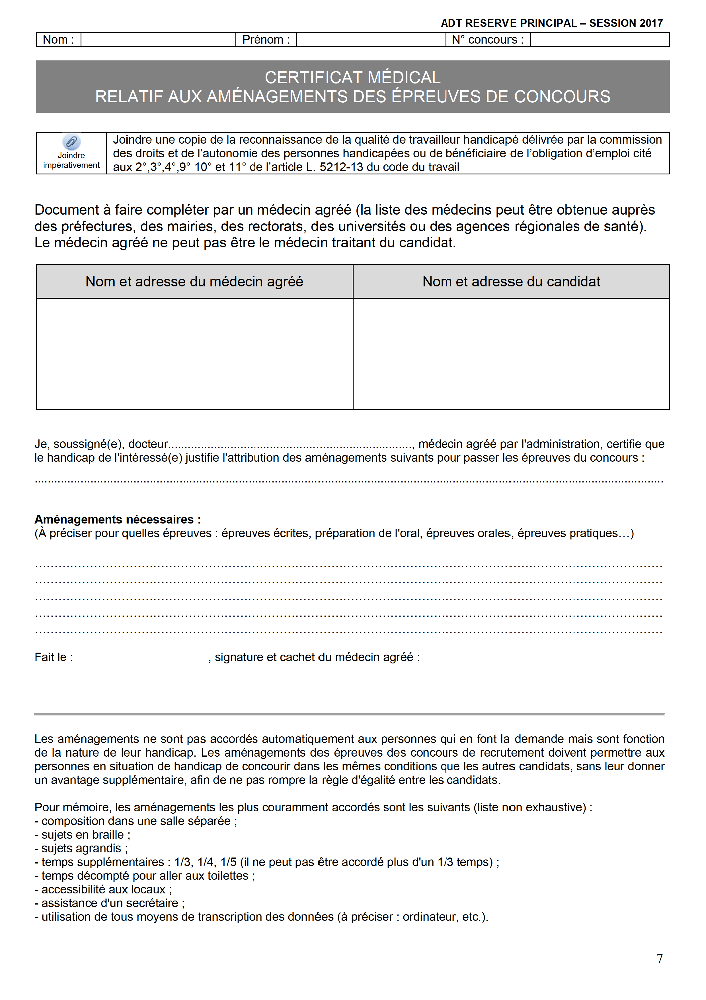 ADT RESERVE PRINCIPAL – SESSION 2017
Nom : Prénom : N° concours :
CERTIFICAT MÉDICAL
RELATIF AUX AMÉNAGEMENTS DES ÉPREUVES DE CONCOURS
Joindre
impérativement
Joindre une copie de la reconnaissance de la qualité de travailleur handicapé délivrée par la commission
des droits et de l’autonomie des personnes handicapées ou de bénéficiaire de l’obligation d’emploi cité
aux 2°,3°,4°,9° 10° et 11° de l’article L. 5212-13 du code du travail
Document à faire compléter par un médecin agréé (la liste des médecins peut être obtenue auprès
des préfectures, des mairies, des rectorats, des universités ou des agences régionales de santé).
Le médecin agréé ne peut pas être le médecin traitant du candidat.
Nom et adresse du médecin agréé
Nom et adresse du candidat
Je, soussigné(e), docteur..........................................................................., médecin agréé par l'administration, certifie que
le handicap de l'intéressé(e) justifie l'attribution des aménagements suivants pour passer les épreuves du concours :
Aménagements nécessaires :
(À préciser pour quelles épreuves : épreuves écrites, préparation de l'oral, épreuves orales, épreuves pratiques…)
Fait le : , signature et cachet du médecin agréé :
Les aménagements ne sont pas accordés automatiquement aux personnes qui en font la demande mais sont fonction
de la nature de leur handicap. Les aménagements des épreuves des concours de recrutement doivent permettre aux
personnes en situation de handicap de concourir dans les mêmes conditions que les autres candidats, sans leur donner
un avantage supplémentaire, afin de ne pas rompre la règle d'égalité entre les candidats.
Pour mémoire, les aménagements les plus couramment accordés sont les suivants (liste non exhaustive) :
- composition dans une salle séparée ;
- sujets en braille ;
- sujets agrandis ;
- temps supplémentaires : 1/3, 1/4, 1/5 (il ne peut pas être accordé plus d'un 1/3 temps) ;
- temps décompté pour aller aux toilettes ;
- accessibilité aux locaux ;
- assistance d'un secrétaire ;
- utilisation de tous moyens de transcription des données (à préciser : ordinateur, etc.).
7